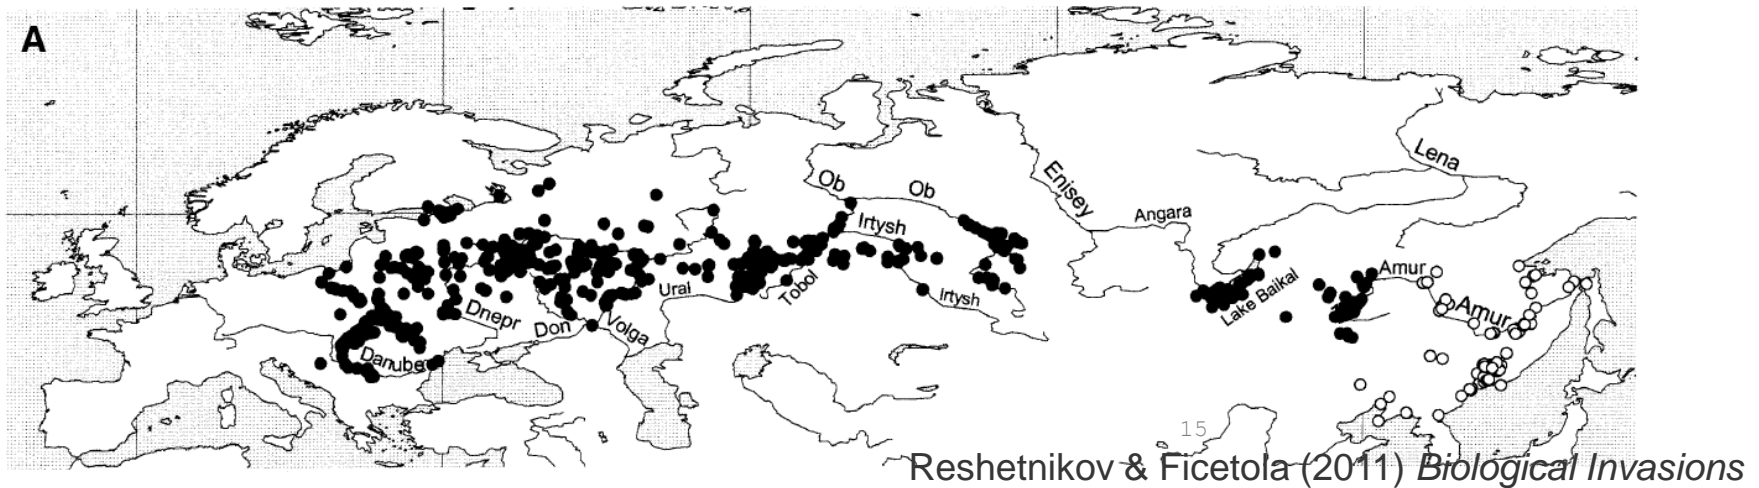 A
Lena
Ob
Ob
Enisey
Angara
Irtysh
Amur
Ural
Tobol
Irtysh
Lake Baikal
Amur
Dnepr
Don
Volga
Danube
15
Reshetnikov & Ficetola (2011) Biological Invasions